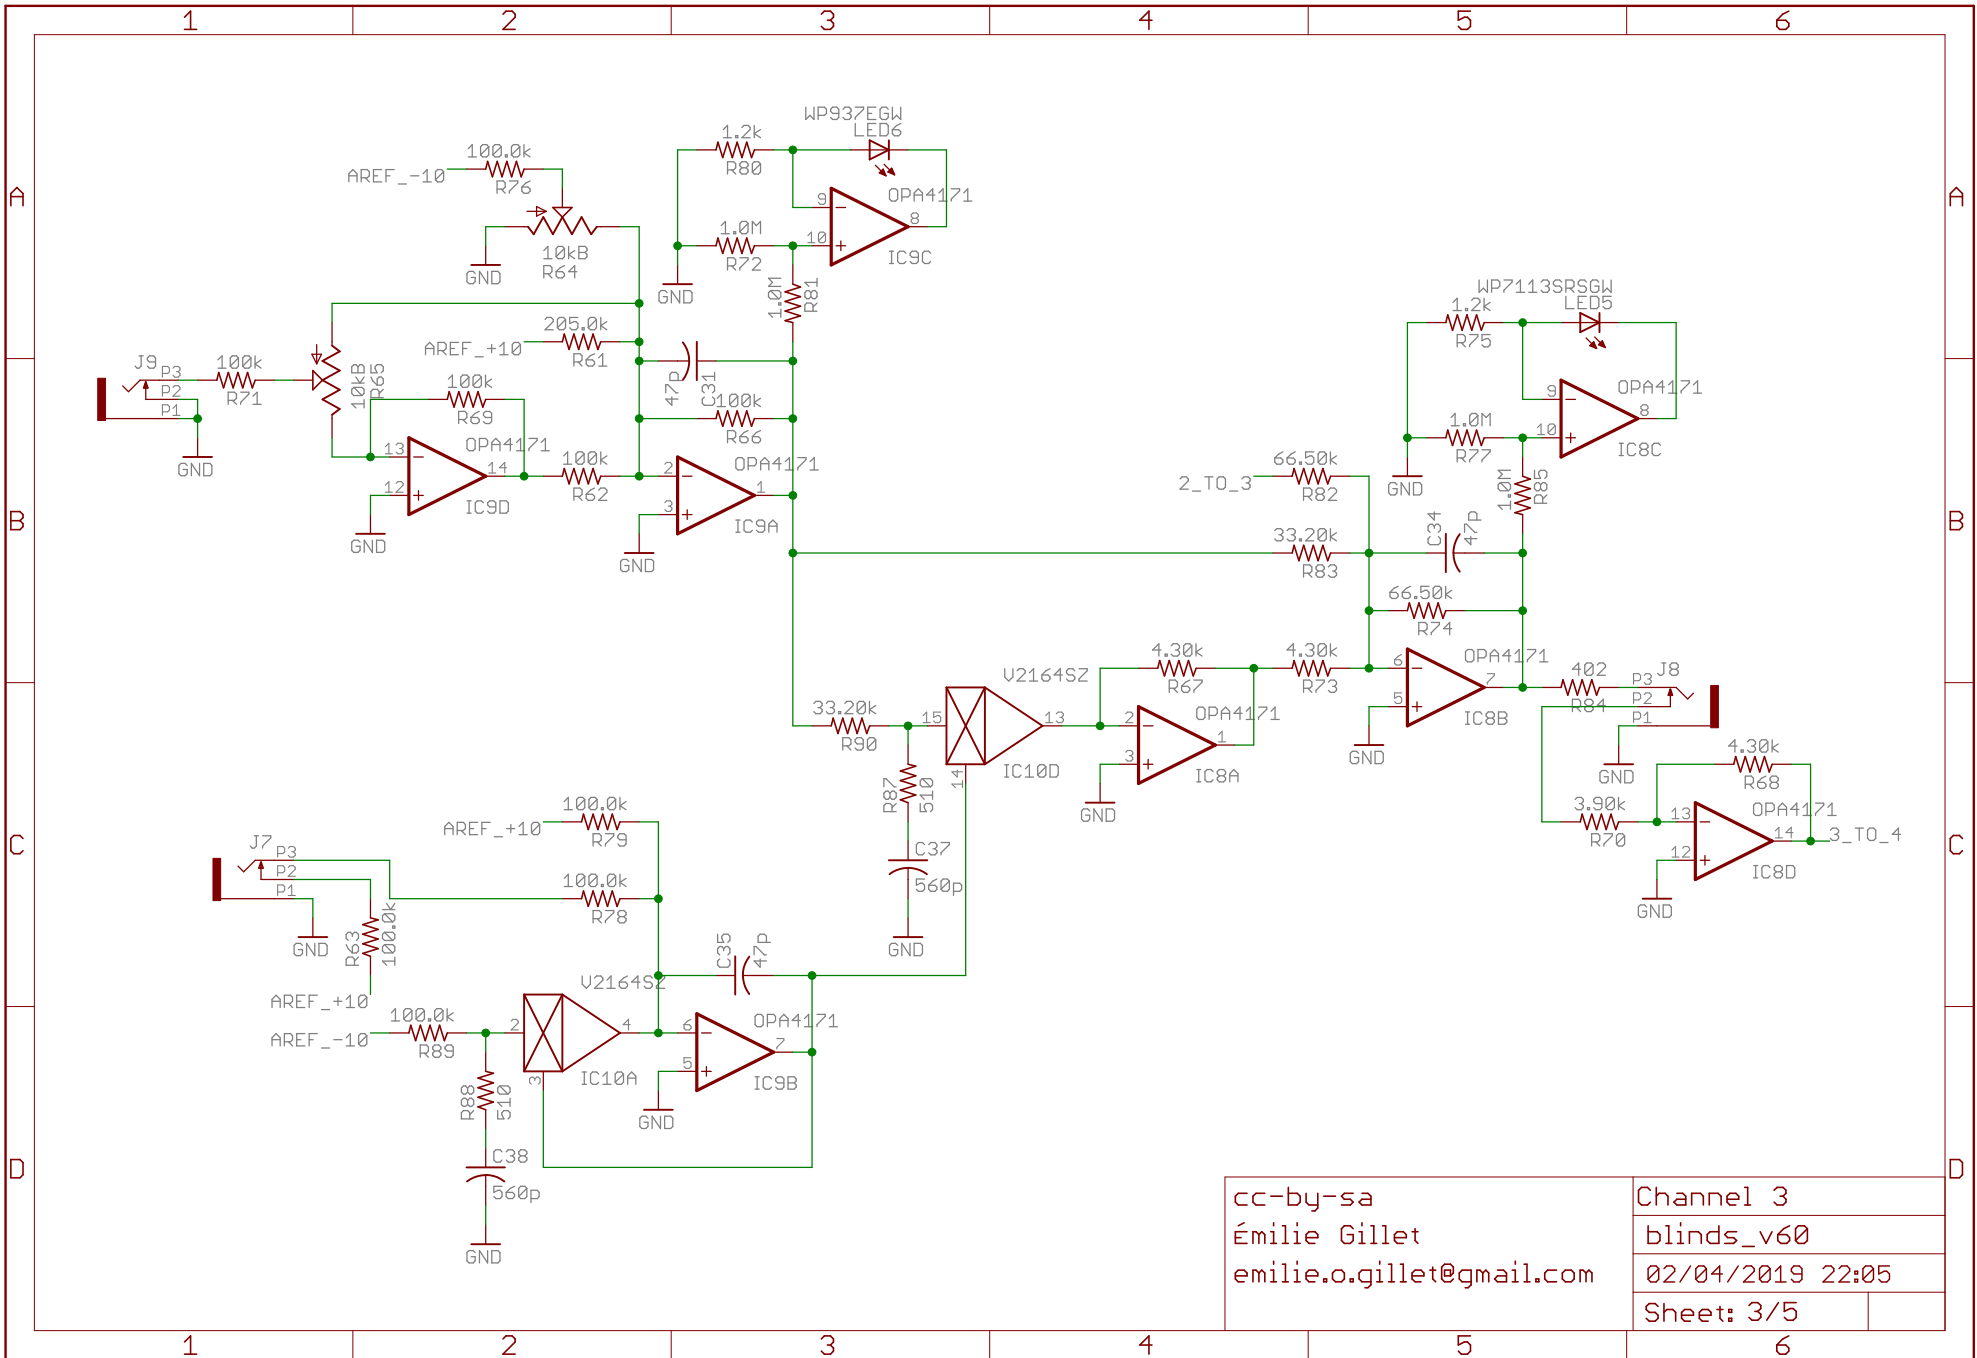 1 2 3 4 5 6
A
B
C
D
A
B
C
D
1 2 3 4 5 6
AREF_-10
100.0k
R76
10kB
R64
GND
1.2k
R80
WP937EGW
LED6
OPA4171
9
10
8
IC9C
1.0M
R72
GND
1.0M
R81
AREF_+10
205.0k
R61
47p
C31
100k
R66
J9
P3
P2
P1
GND
100k
R71
10kB
R65
100k
R69
OPA4171
13
12
14
IC9D
GND
100k
R62
OPA4171
2
3
1
IC9A
GND
2_TO_3
66.50k
R82
33.20k
R83
WP7113SRSGW
LED5
1.2k
R75
OPA4171
9
10
8
IC8C
1.0M
R77
GND
1.0M
R85
C34
47p
66.50k
R74
33.20k
R90
15
14
13
V2164SZ
IC10D
R87
510
C37
560p
GND
4.30k
R67
OPA4171
2
3
1
IC8A
GND
4.30k
R73
OPA4171
6
5
7
IC8B
GND
402
R84
J8
P3
P2
P1
GND
4.30k
R68
3.90k
R70
OPA4171
13
12
14
IC8D
GND
3_TO_4
J7
P3
P2
P1
GND
R63
100.0k
AREF_+10
AREF_+10
100.0k
R79
100.0k
R78
C35
47p
AREF_-10
100.0k
R89
V2164SZ
2
3
4
IC10A
R88
510
C38
560p
GND
OPA4171
6
5
7
IC9B
GND
cc-by-sa
Émilie Gillet
emilie.o.gillet@gmail.com
Channel 3
blinds_v60
02/04/2019 22:05
Sheet: 3/5